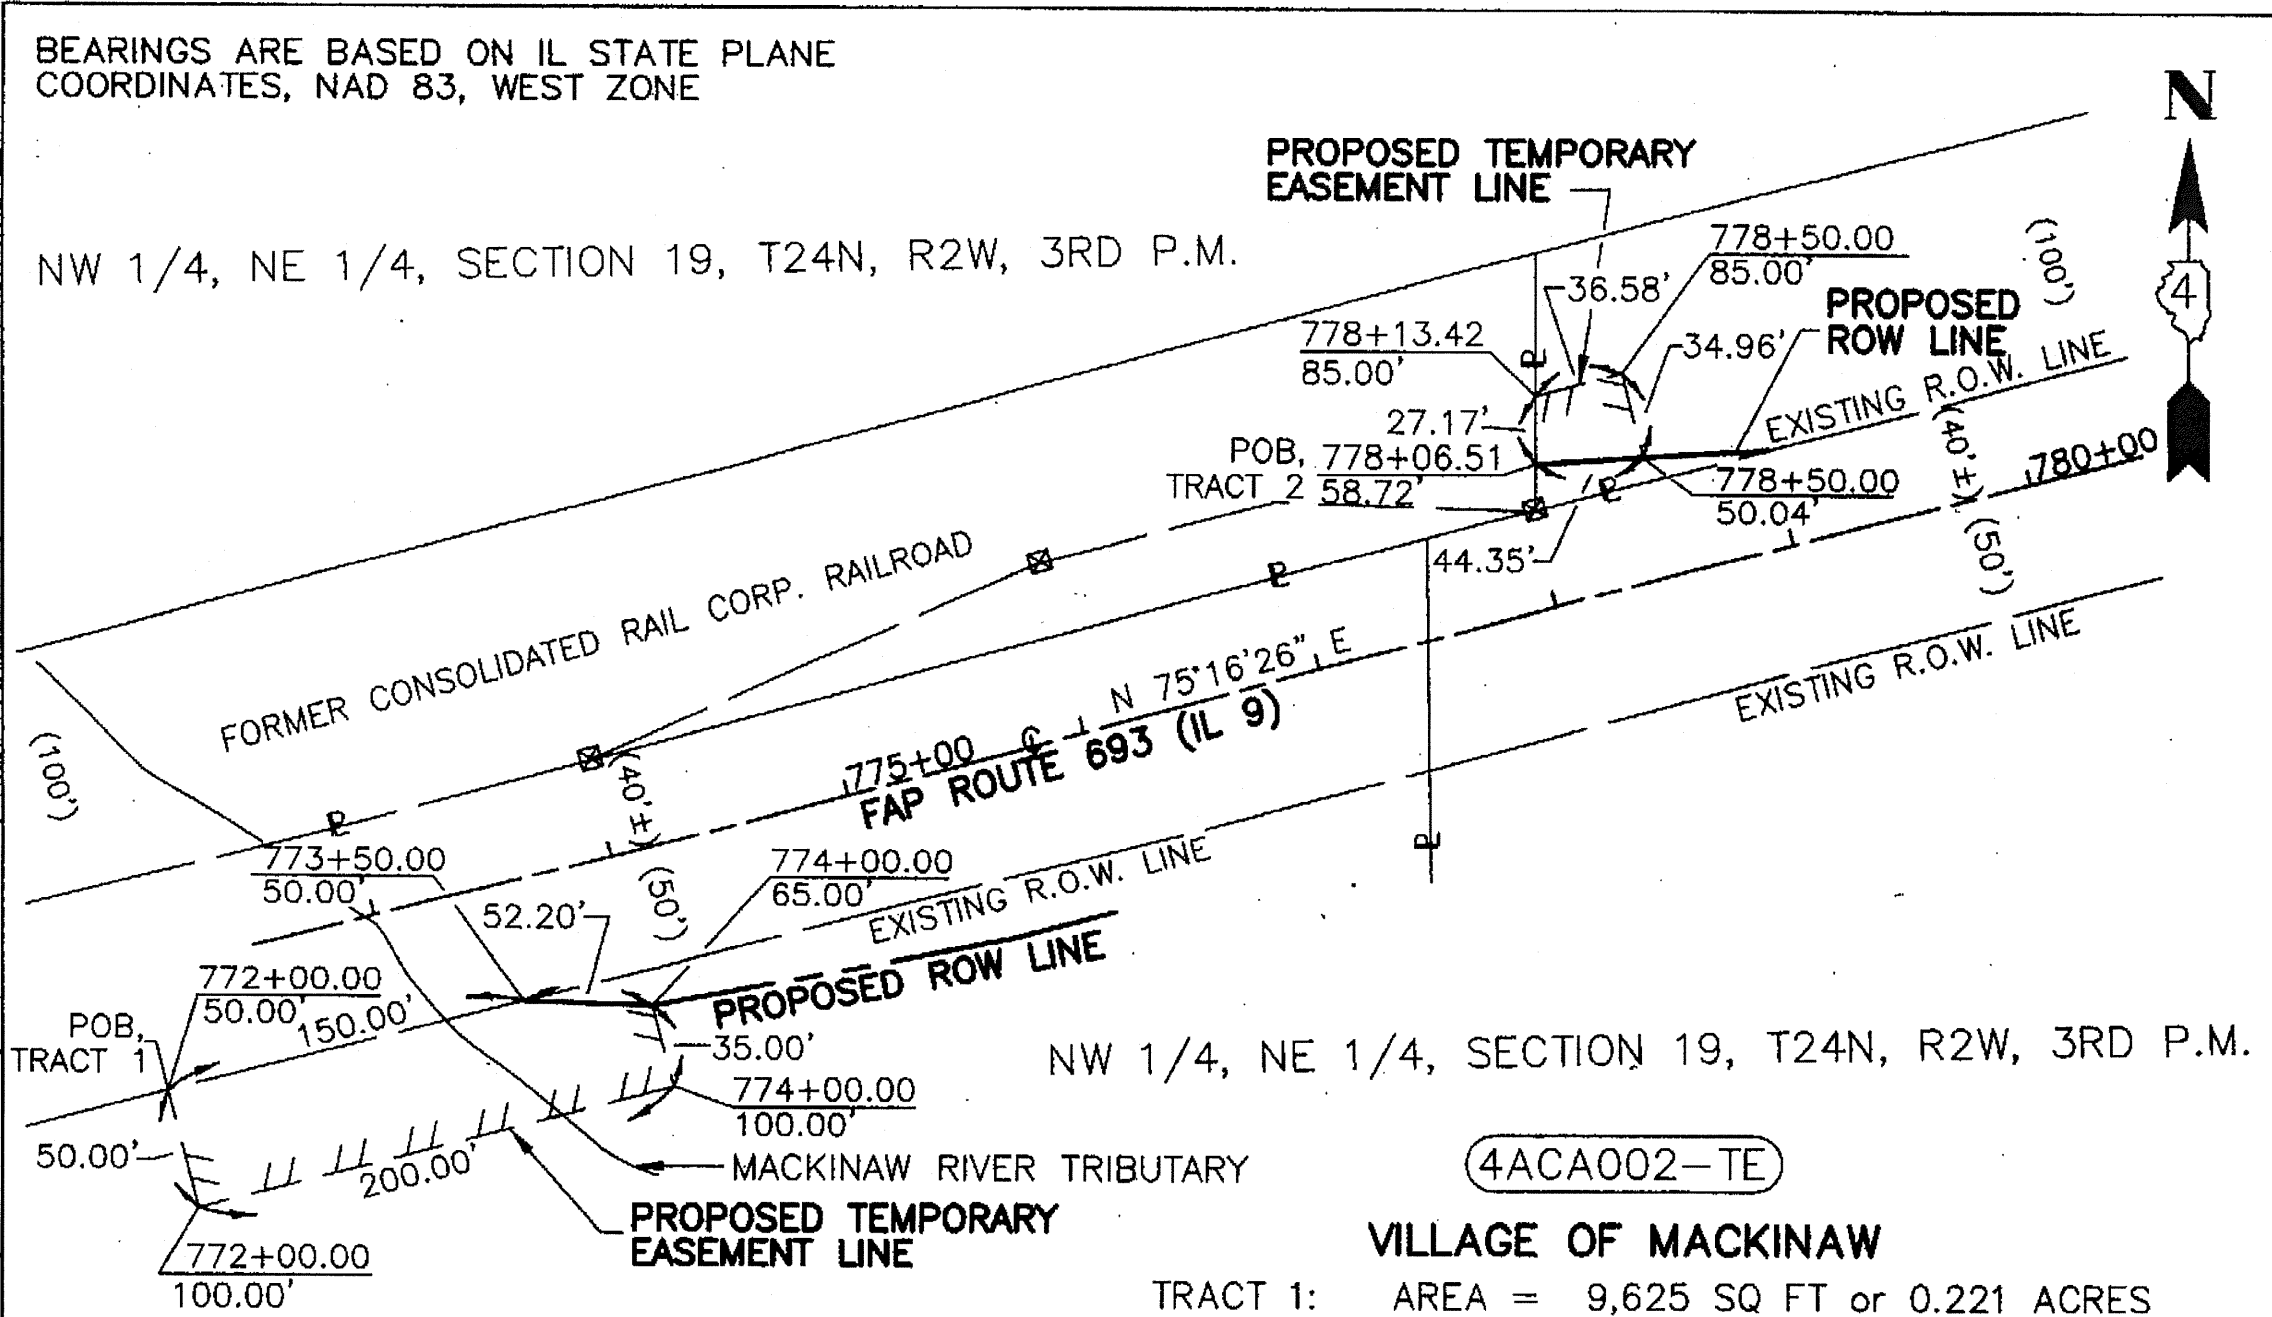 BEARINGS ARE BASED ON IL STATE PLANE
COORDINATES, NAD 83, WEST ZONE
N
4
PROPOSED TEMPORARY
EASEMENT LINE
NW 1/4, NE 1/4, SECTION 19, T24N, R2W, 3RD P.M.
778+50.00
85.00'
(100')
36.58'
PROPOSED
ROW LINE
778+13.42
85.00'
34.96'
EXISTING R.O.W. LINE
27.17'
POB,
TRACT 2
778+06.51
58.72'
778+50.00
50.04'
(40'±)
780+00
(50')
44.35'
FORMER CONSOLIDATED RAIL CORP. RAILROAD
N 75°16'26" E
EXISTING R.O.W. LINE
775+00
FAP ROUTE 693 (IL 9)
(100')
(40'±)
(50')
773+50.00
50.00'
774+00.00
65.00'
52.20'
EXISTING R.O.W. LINE
PROPOSED ROW LINE
772+00.00
50.00'
150.00'
POB,
TRACT 1
35.00'
NW 1/4, NE 1/4, SECTION 19, T24N, R2W, 3RD P.M.
774+00.00
100.00'
50.00'
200.00'
MACKINAW RIVER TRIBUTARY
4ACA002-TE
PROPOSED TEMPORARY
EASEMENT LINE
VILLAGE OF MACKINAW
772+00.00
100.00'
TRACT 1: AREA = 9,625 SQ FT or 0.221 ACRES